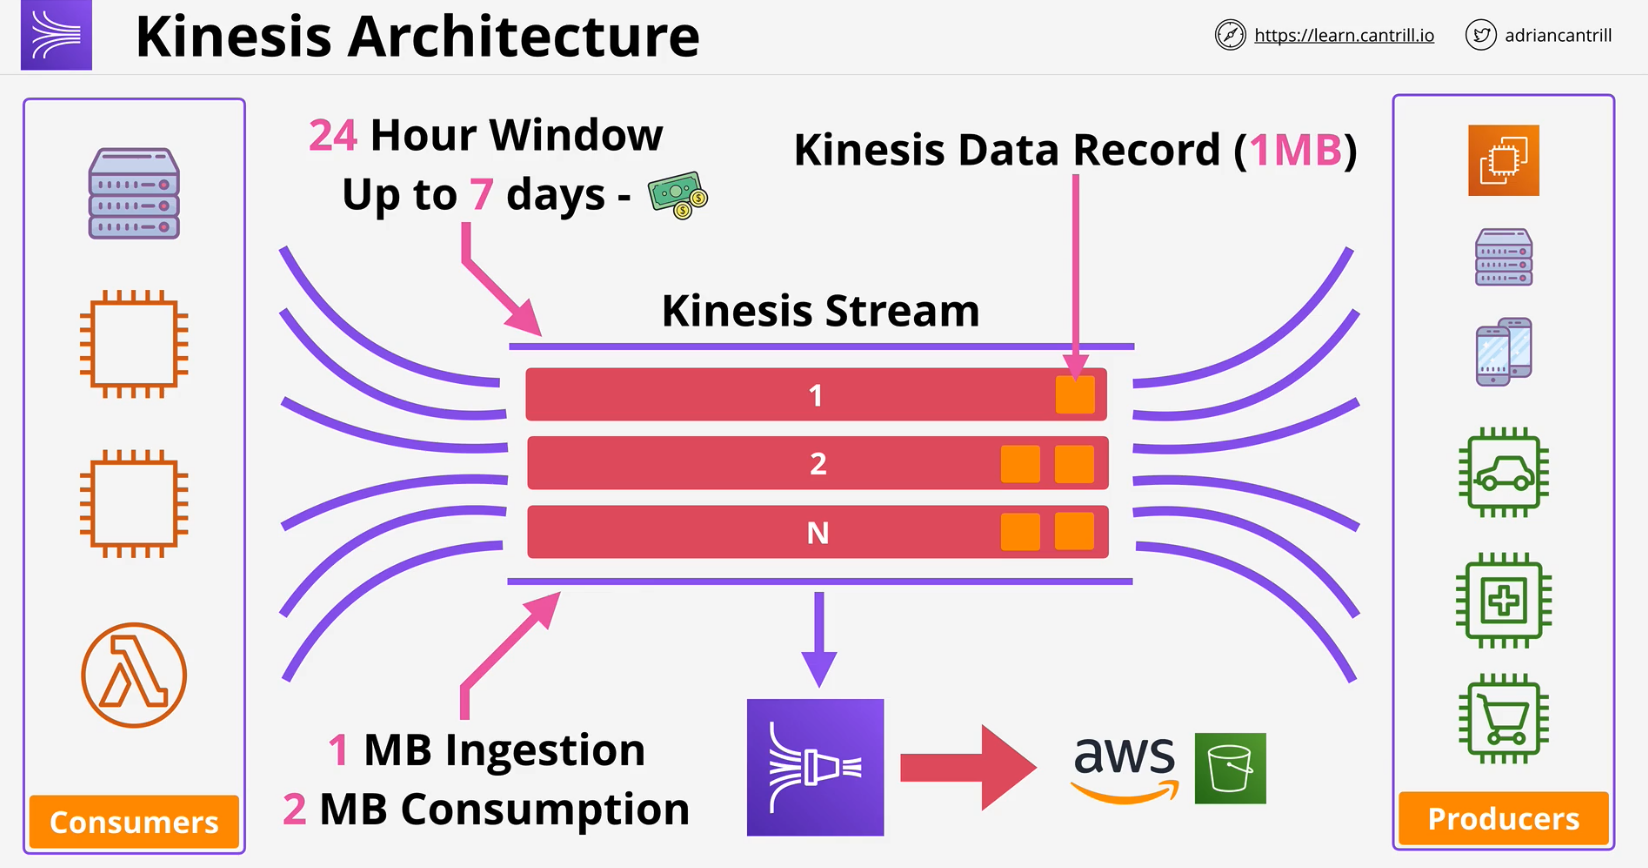 Kinesis Architecture
https://learn.cantrill.io
adriancantrill
24 Hour Window
Up to 7 days -
Kinesis Data Record (1MB)
Kinesis Stream
1
2
N
1 MB Ingestion
2 MB Consumption
aws
Consumers
Producers